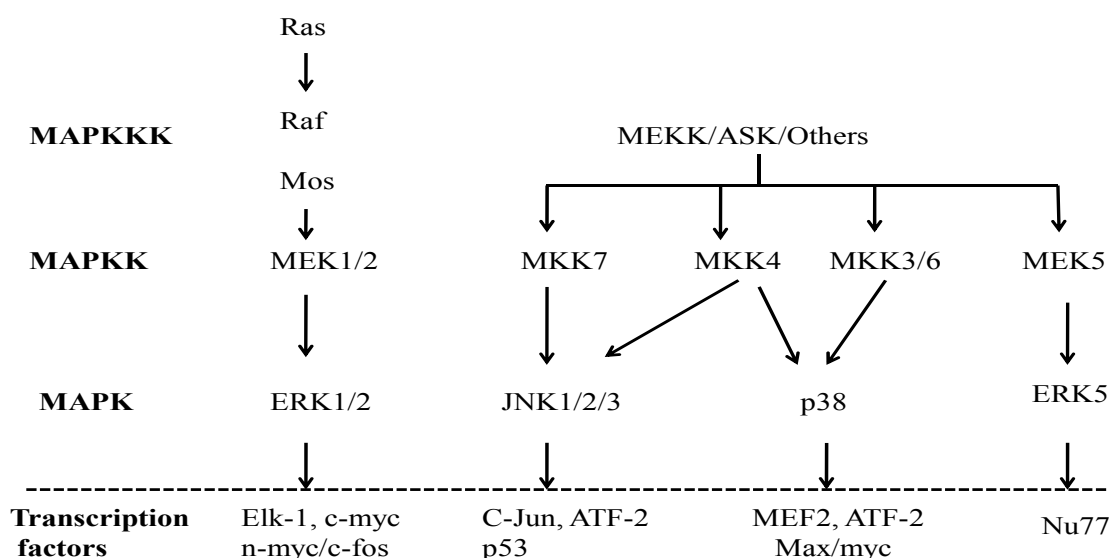 Ras
Raf
MAPKKK
MEKK/ASK/Others
Mos
MAPKK
MEK1/2
MKK7
MKK4
MKK3/6
MEK5
MAPK
ERK1/2
JNK1/2/3
p38
ERK5
Transcription
factors
Elk-1, c-myc
n-myc/c-fos
C-Jun, ATF-2
p53
MEF2, ATF-2
Max/myc
Nu77